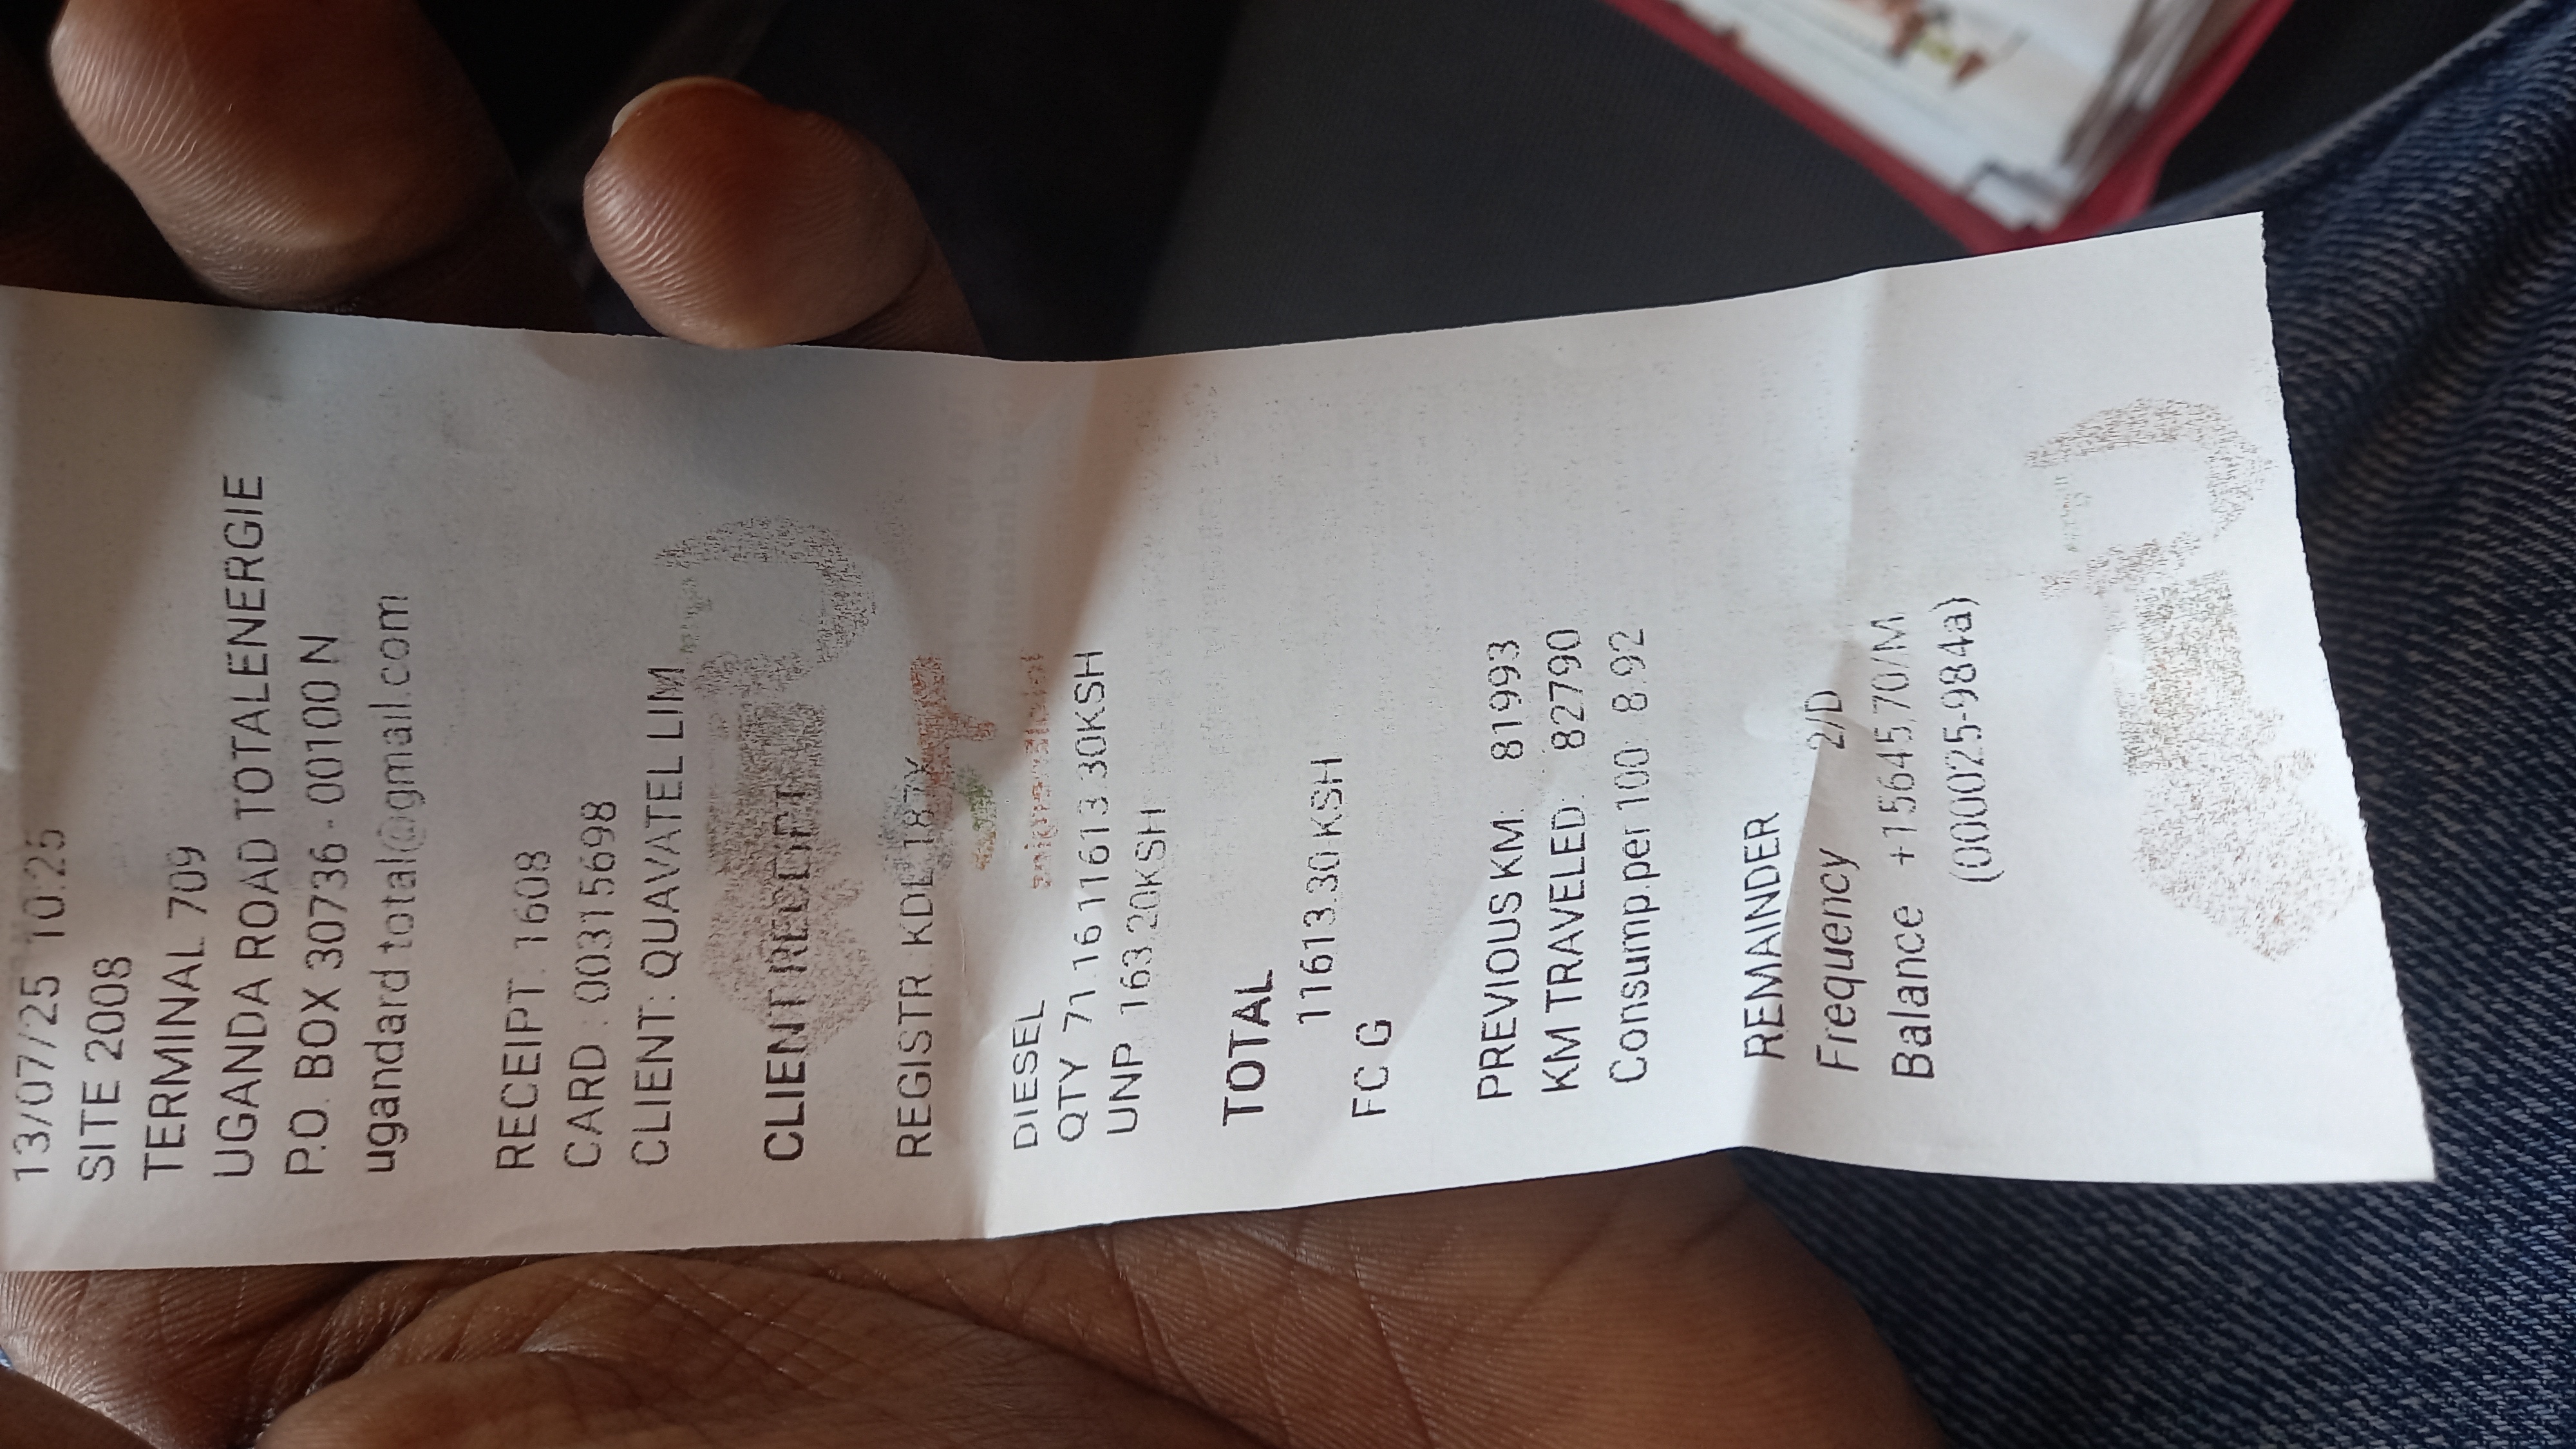 13/07/25 10:25
SITE 2008
TERMINAL 709
UGANDA ROAD TOTALENERGIE
P.O. BOX 30736 - 00100 N
ugandard.total@gmail.com
RECEIPT: 1608
CARD : 00315698
CLIENT: QUAVATEL LIM
CLIENT RECEIPT
REGISTR: KDL 187Y
DIESEL
QTY 71.16 11613.30KSH
UNP 163.20KSH
TOTAL
11613.30 KSH
FC G
PREVIOUS KM: 81993
KM TRAVELED: 82790
Consump.per 100: 8.92
REMAINDER
Frequency 2/D
Balance +15645.70/M
(000025-984a)